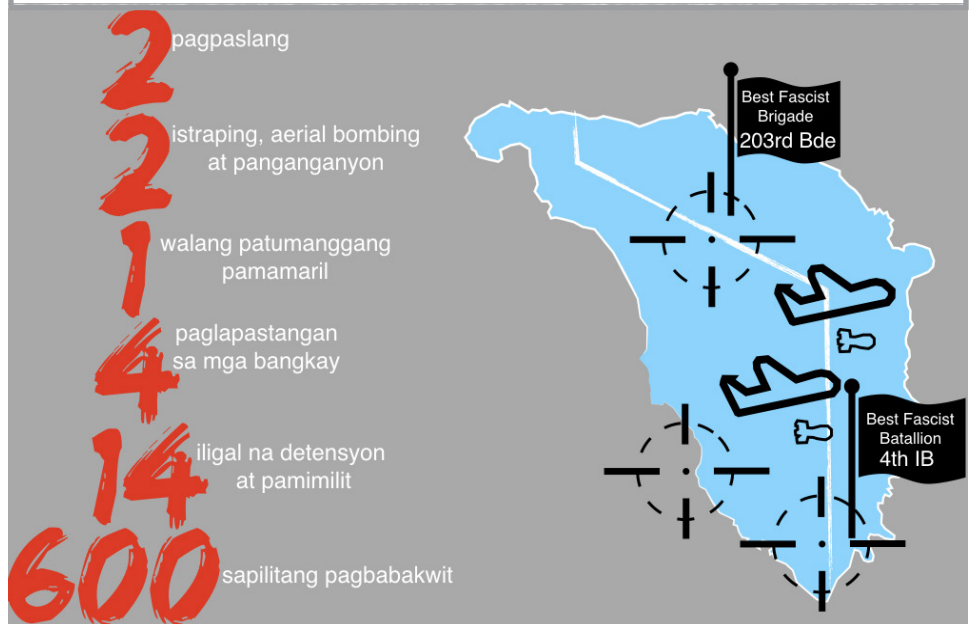 2
pagpaslang
2
istraping, aerial bombing
at panganganyon
1
walang patumanggang
pamamaril
4
paglapastangan
sa mga bangkay
14
iligal na detensyon
at pamimilit
600
sapilitang pagbabakwit
Best Fascist
Brigade
203rd Bde
Best Fascist
Batallion
4th IB